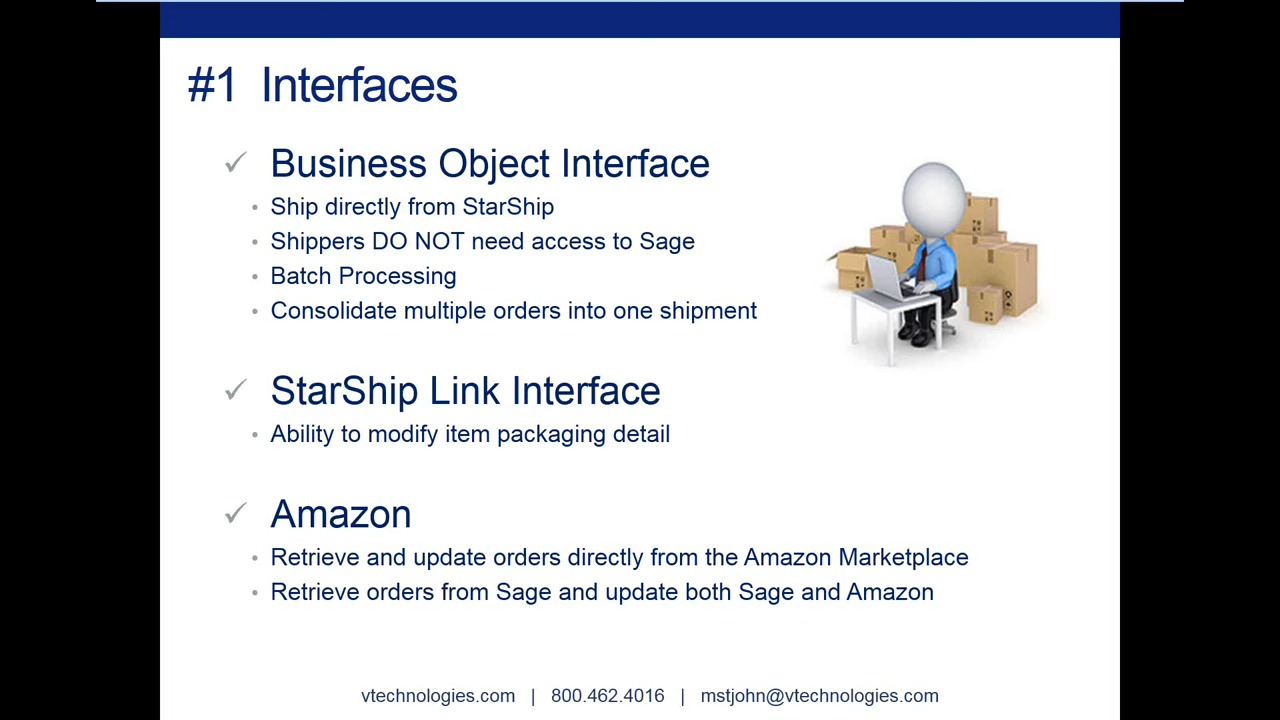 #1 Interfaces
✓ Business Object Interface
• Ship directly from StarShip
• Shippers DO NOT need access to Sage
• Batch Processing
• Consolidate multiple orders into one shipment
✓ StarShip Link Interface
• Ability to modify item packaging detail
✓ Amazon
• Retrieve and update orders directly from the Amazon Marketplace
• Retrieve orders from Sage and update both Sage and Amazon
vtechnologies.com | 800.462.4016 | mstjohn@vtechnologies.com